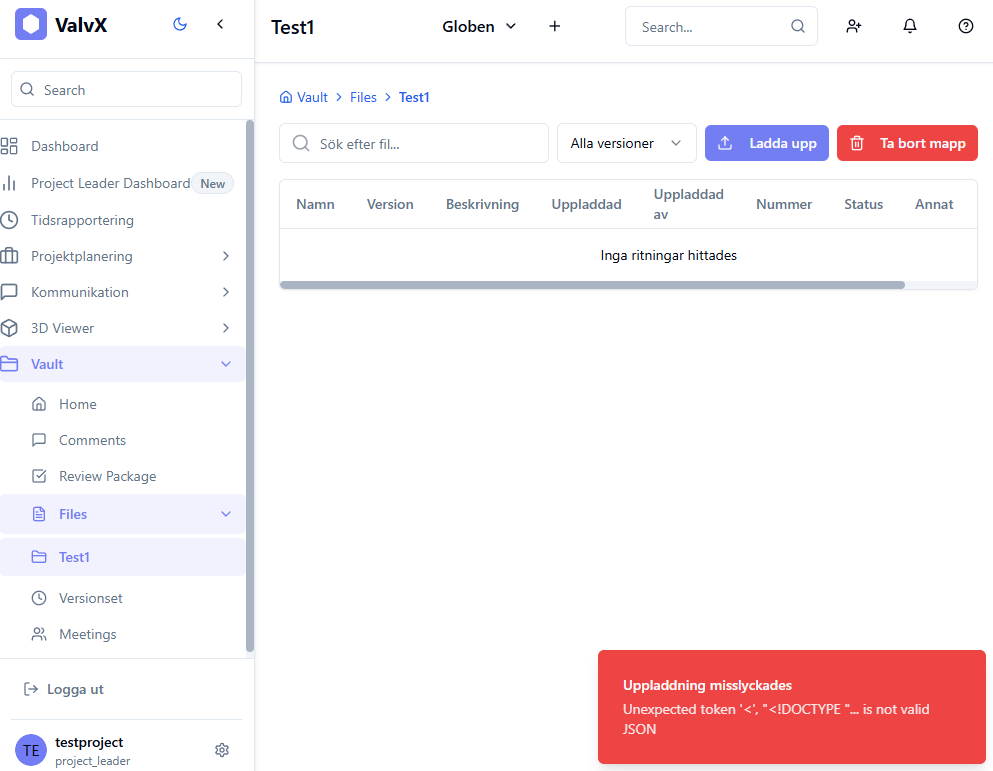 ValvX
Test1
Globen
Search...
Search
Dashboard
Project Leader Dashboard New
Tidsrapportering
Projektplanering
Kommunikation
3D Viewer
Vault
Home
Comments
Review Package
Files
Test1
Versionset
Meetings
Logga ut
TE
testproject
project_leader
Vault > Files > Test1
Sök efter fil...
Alla versioner
Ladda upp
Ta bort mapp
Namn Version Beskrivning Uppladdad Uppladdad av Nummer Status Annat
Inga ritningar hittades
Uppladdning misslyckades
Unexpected token '<', "<!DOCTYPE "... is not valid
JSON